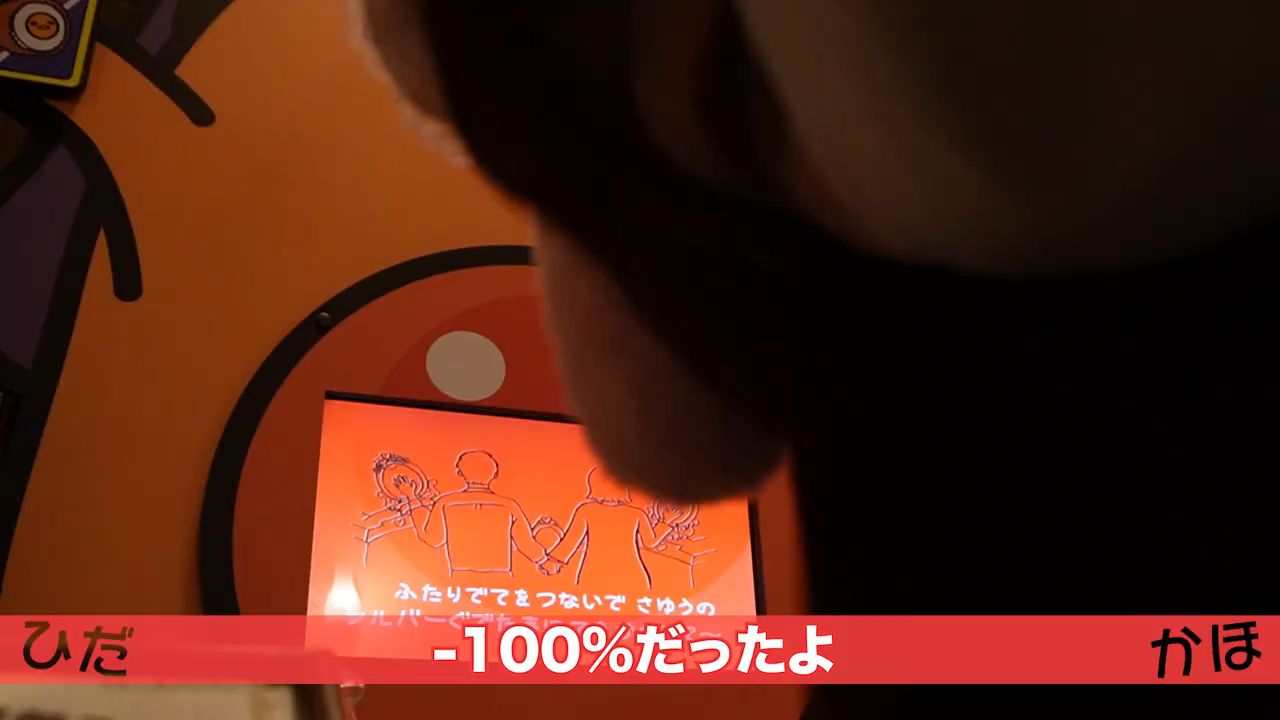 ふたりでてをつないで さゆうの
ひだ
-100%だったよ
かほ